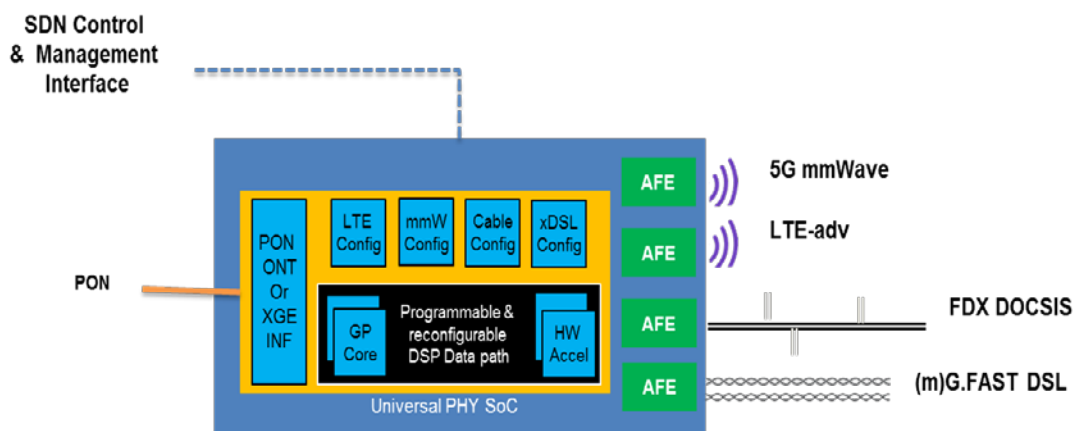 SDN Control
& Management
Interface
PON
PON
ONT
Or
XGE
INF
LTE
Config
mmW
Config
Cable
Config
xDSL
Config
GP
Core
Programmable &
reconfigurable
DSP Data path
HW
Accel
Universal PHY SoC
AFE
5G mmWave
AFE
LTE-adv
AFE
FDX DOCSIS
AFE
(m)G.FAST DSL